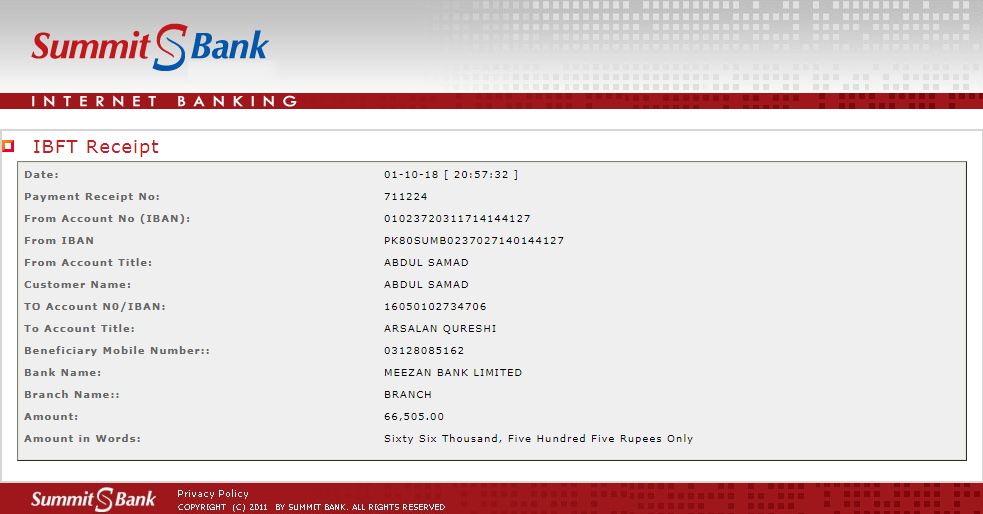 Summit S Bank
INTERNET BANKING
IBFT Receipt
Date: 01-10-18 [ 20:57:32 ]
Payment Receipt No: 711224
From Account No (IBAN): 01023720311714144127
From IBAN PK80SUMB0237027140144127
From Account Title: ABDUL SAMAD
Customer Name: ABDUL SAMAD
TO Account N0/IBAN: 16050102734706
To Account Title: ARSALAN QURESHI
Beneficiary Mobile Number:: 03128085162
Bank Name: MEEZAN BANK LIMITED
Branch Name:: BRANCH
Amount: 66,505.00
Amount in Words: Sixty Six Thousand, Five Hundred Five Rupees Only
Summit S Bank
Privacy Policy
COPYRIGHT (C) 2011 BY SUMMIT BANK. ALL RIGHTS RESERVED